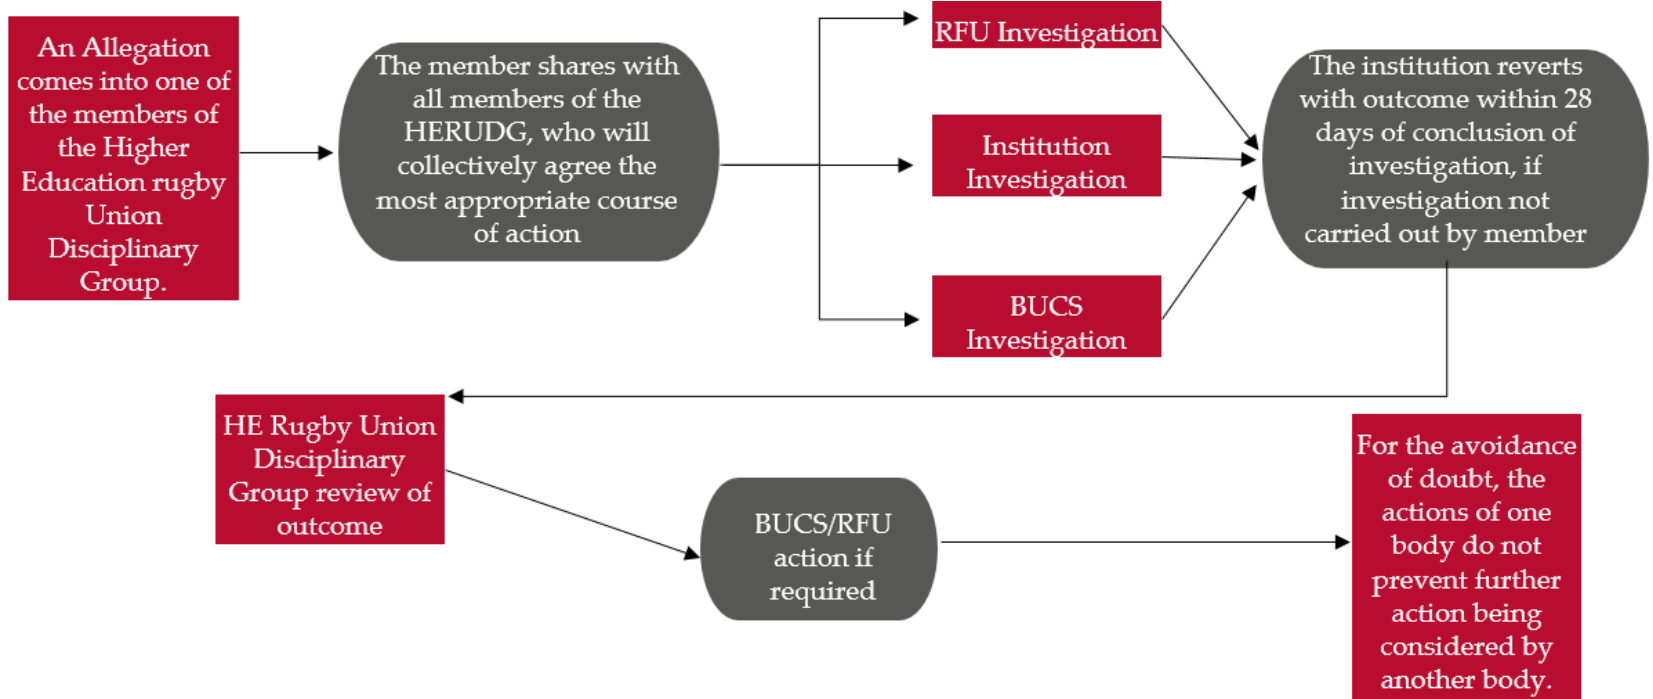 An Allegation
comes into one of
the members of
the Higher
Education rugby
Union
Disciplinary
Group.
The member shares with
all members of the
HERUDG, who will
collectively agree the
most appropriate course
of action
RFU Investigation
Institution
Investigation
BUCS
Investigation
The institution reverts
with outcome within 28
days of conclusion of
investigation, if
investigation not
carried out by member
HE Rugby Union
Disciplinary
Group review of
outcome
BUCS/RFU
action if
required
For the avoidance
of doubt, the
actions of one
body do not
prevent further
action being
considered by
another body.